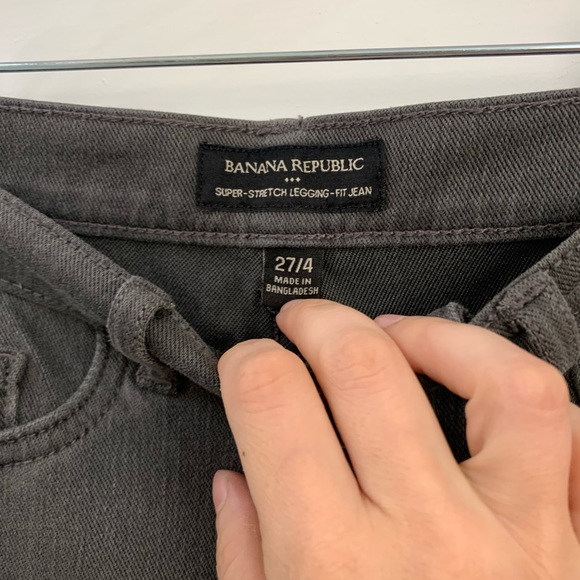 BANANA REPUBLIC
SUPER-STRETCH LEGGING-FIT JEAN
27/4
MADE IN
BANGLADESH